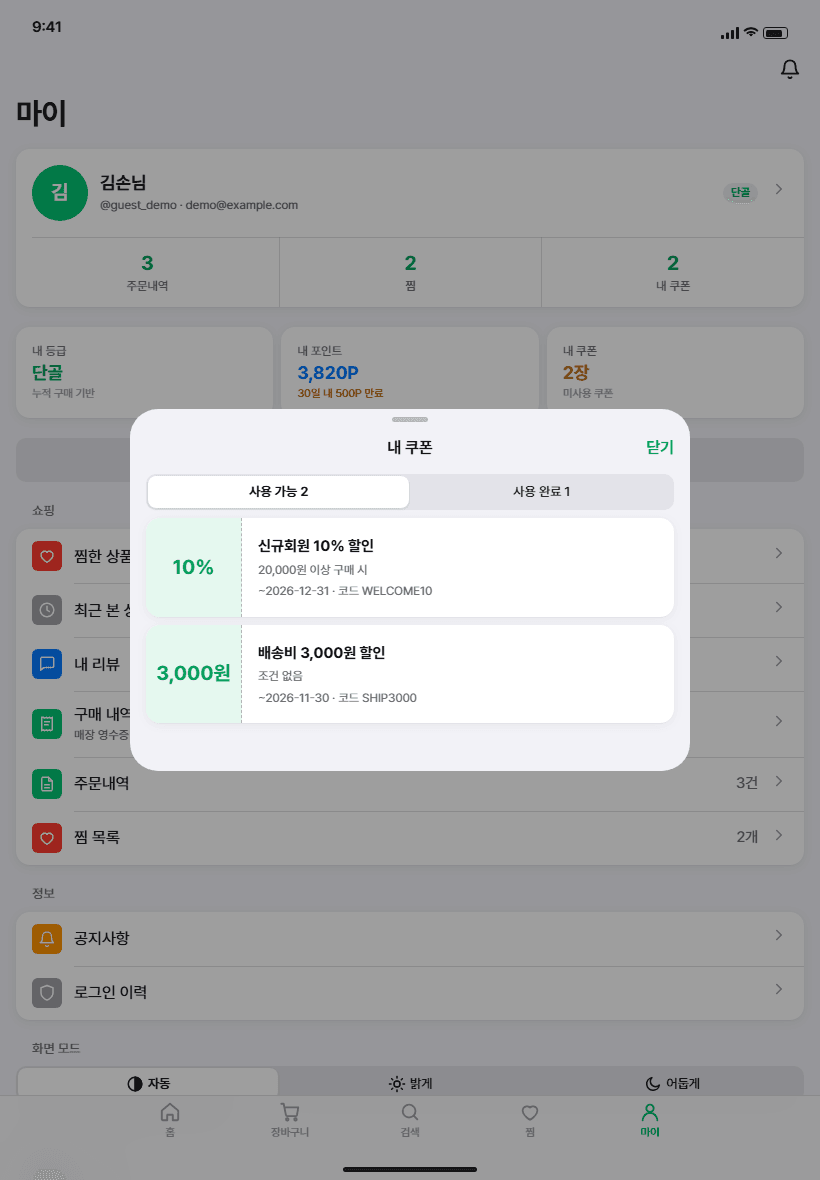 9:41
마이
김
김손님
@guest_demo · demo@example.com
단골
3
주문내역
2
찜
2
내 쿠폰
내 등급
단골
누적 구매 기반
내 포인트
3,820P
30일 내 500P 만료
내 쿠폰
2장
미사용 쿠폰
내 쿠폰
닫기
사용 가능 2
사용 완료 1
10%
신규회원 10% 할인
20,000원 이상 구매 시
~2026-12-31 · 코드 WELCOME10
3,000원
배송비 3,000원 할인
조건 없음
~2026-11-30 · 코드 SHIP3000
쇼핑
찜한 상품
최근 본
내 리뷰
구매 내역
매장 영수증
주문내역
3건
찜 목록
2개
정보
공지사항
로그인 이력
화면 모드
자동
밝게
어둡게
홈
장바구니
검색
찜
마이